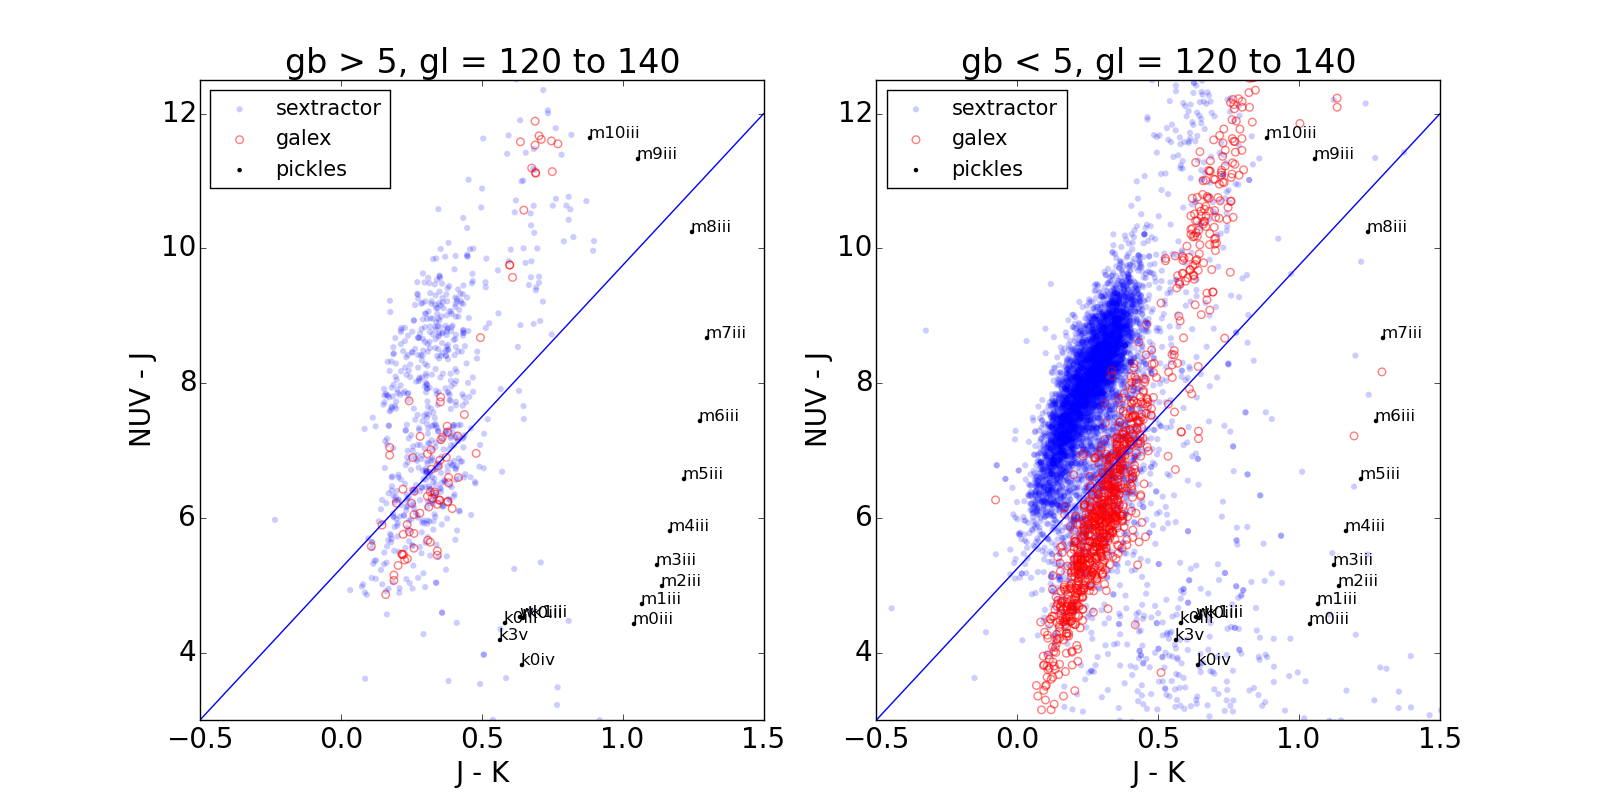 gb > 5, gl = 120 to 140
sextractor
galex
pickles
m10iii
m9iii
m8iii
m7iii
m6iii
m5iii
m4iii
m3iii
m2iii
m1iii
m0iii
k0iii
k3v
k0iv
12
10
8
6
4
NUV - J
−0.5
0.0
0.5
1.0
1.5
J - K
gb < 5, gl = 120 to 140
sextractor
galex
pickles
m10iii
m9iii
m8iii
m7iii
m6iii
m5iii
m4iii
m3iii
m2iii
m1iii
m0iii
k0iii
k3v
k0iv
12
10
8
6
4
NUV - J
−0.5
0.0
0.5
1.0
1.5
J - K